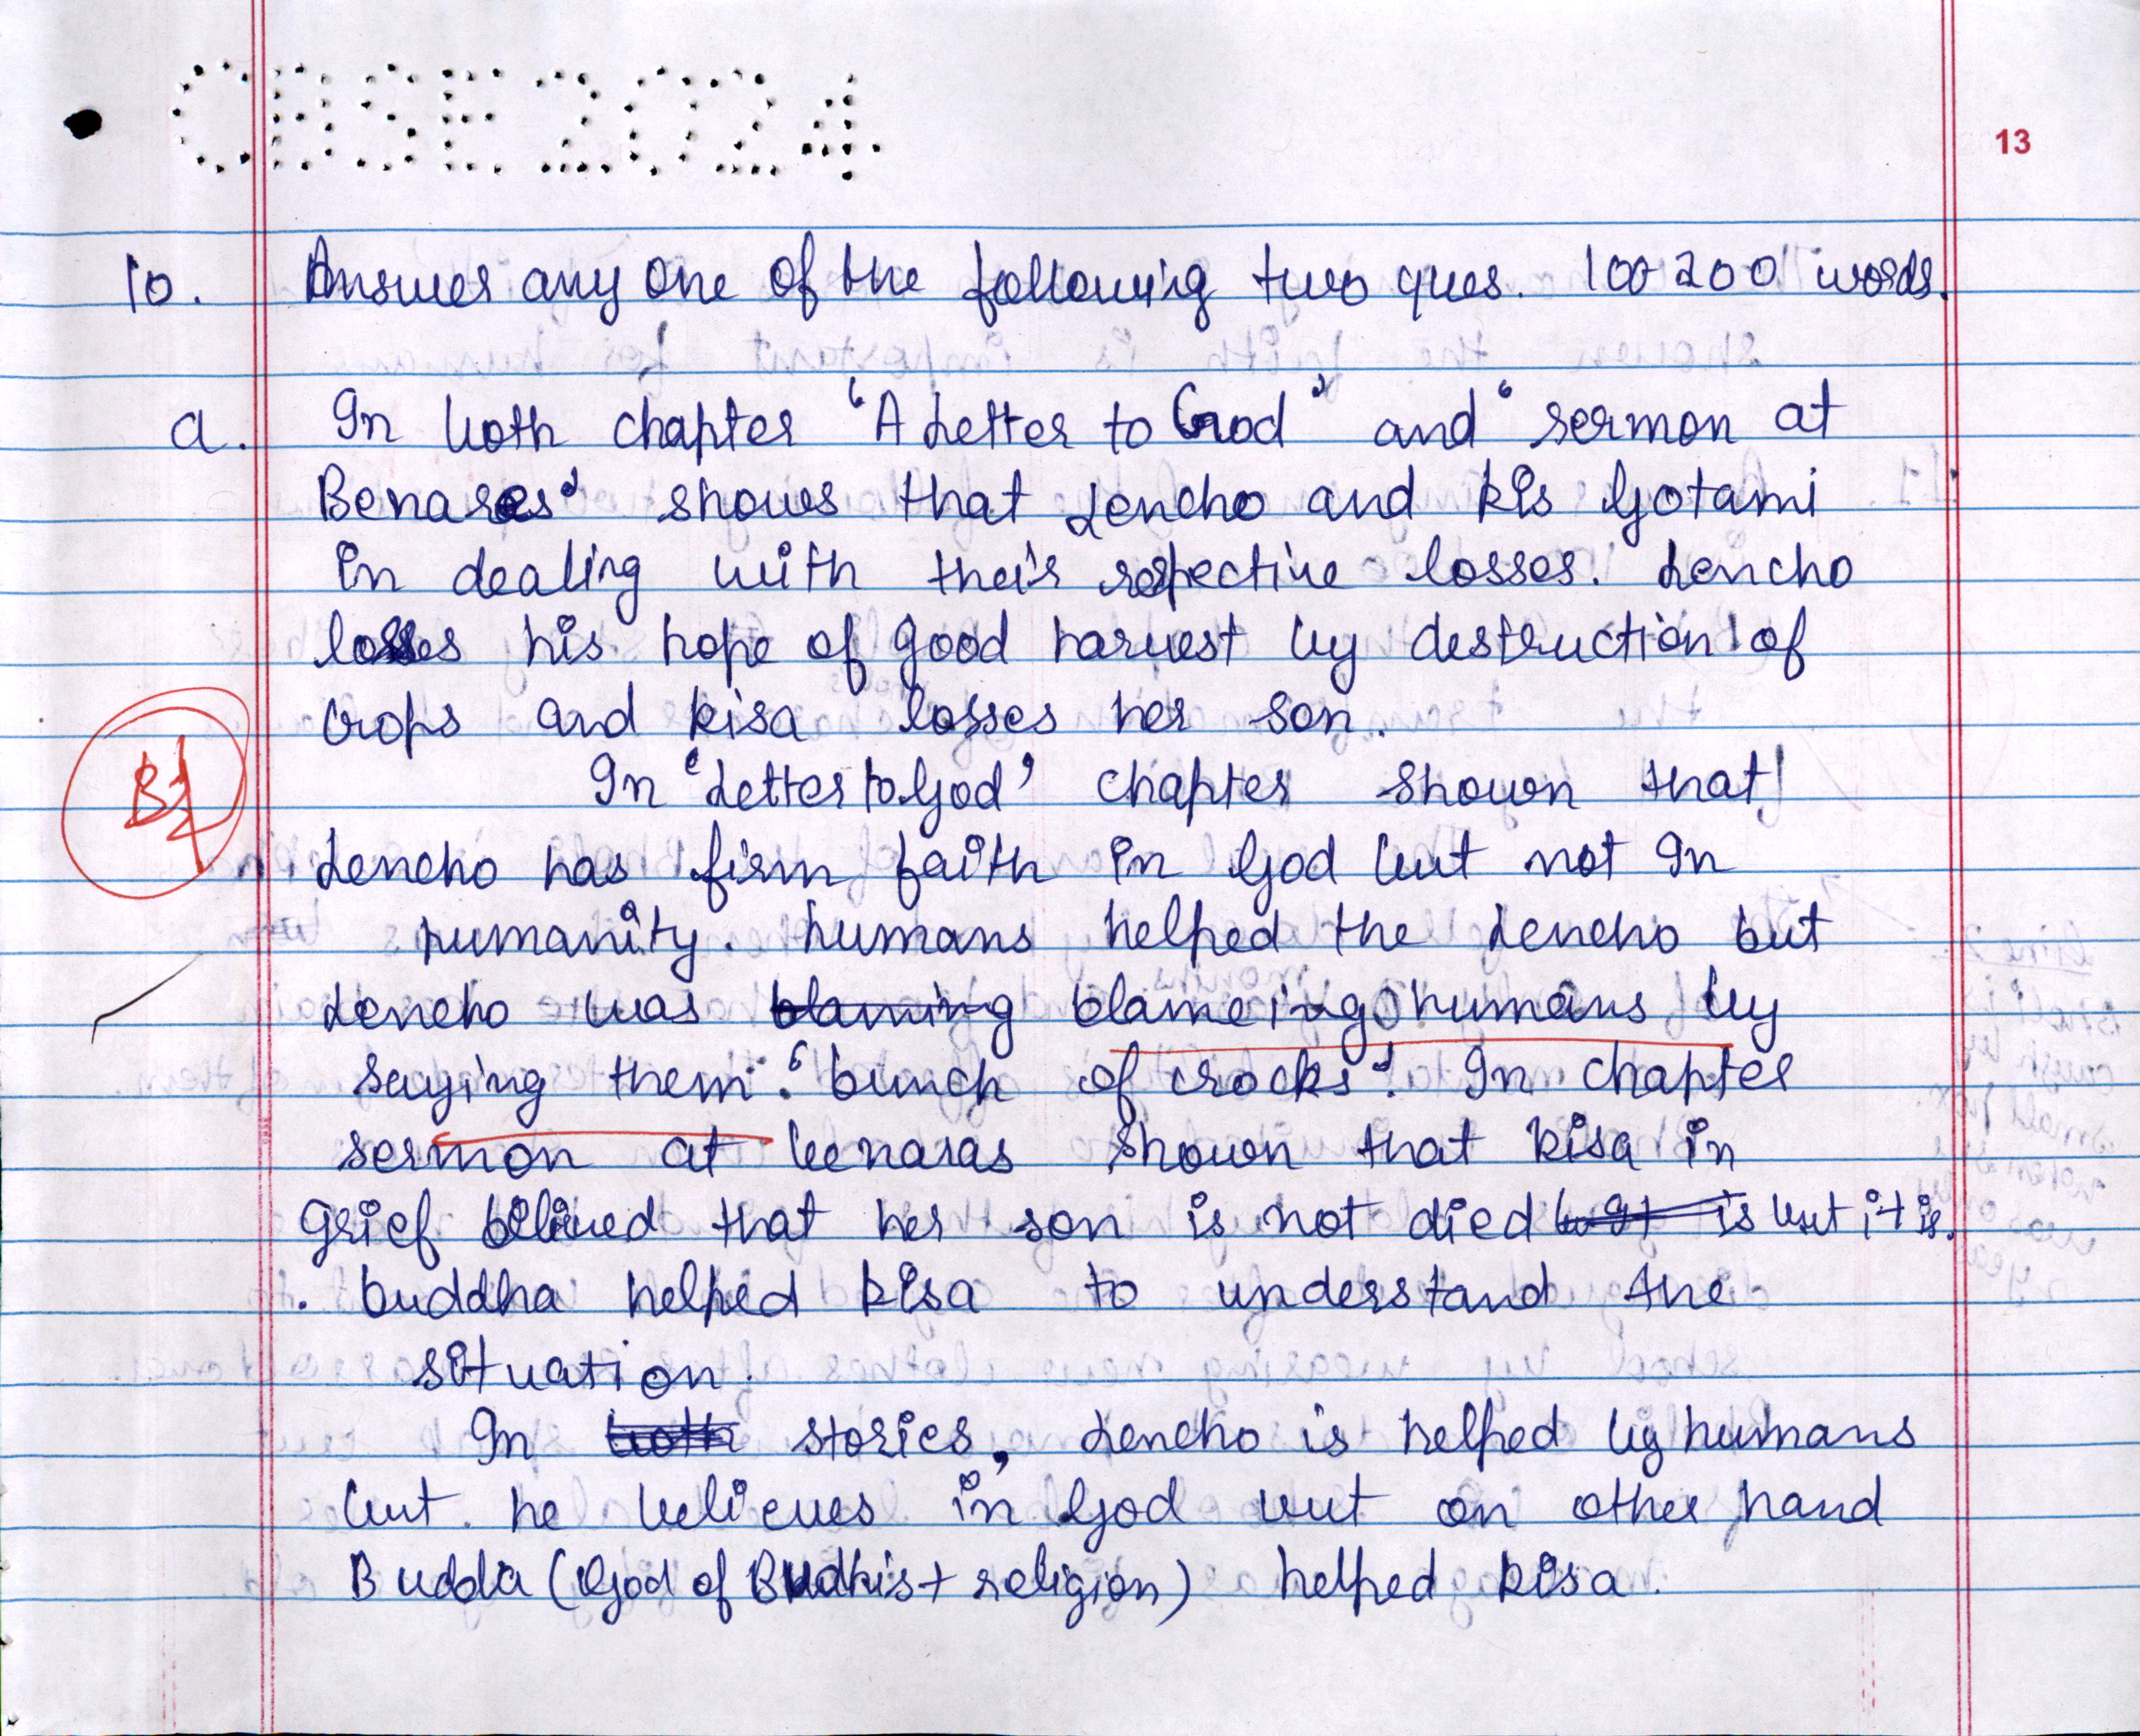 CBSE 2024
13
10. Answer any one of the following two ques. 100-200 words.
a. In both chapter 'A Letter to God' and 'sermon at
Benares' shows that Lencho and Kis Gotami
in dealing with their respective losses. Lencho
losses his hope of good harvest by destruction of
crops and kisa losses her son.
In 'Letter to God' chapter shown that
Lencho has firm faith in God but not In
humanity. humans helped the Lencho but
Lencho was blaming blameing humans by
saying them 'bunch of crocks'. In chapter
sermon at benaras shown that kisa in
Grief belived that her son is not died but is but it is.
. buddha helped kisa to understand the
situation.
In both stories, Lencho is helped by humans
but he believes in God but on other hand
Budda (God of Budhist religion) helped kisa.